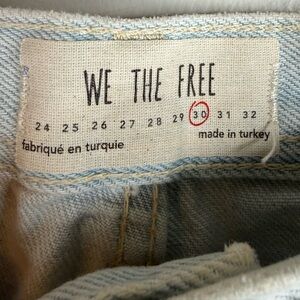 WE THE FREE
24 25 26 27 28 29 30 31 32
made in turkey
fabriqué en turquie